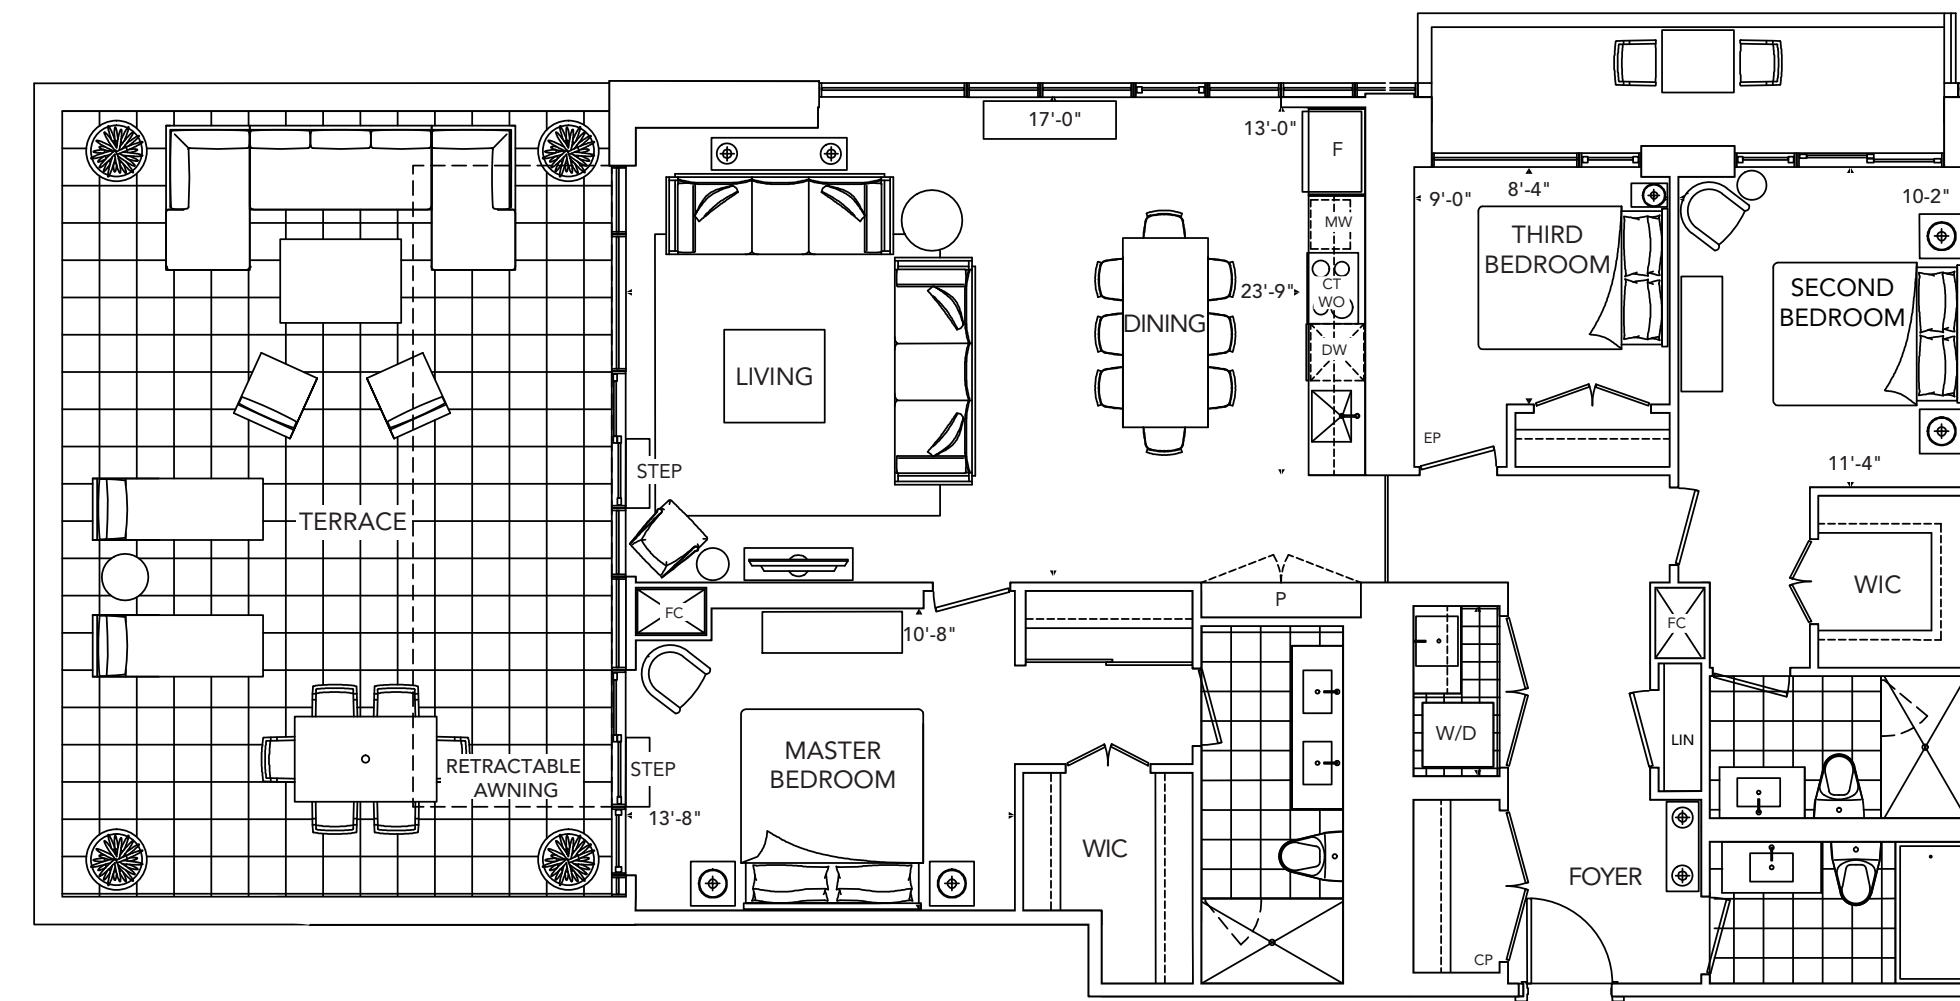 17'-0"
13'-0"
F
8'-4"
9'-0"
10-2"
MW
THIRD
BEDROOM
CT
WO
23'-9"
SECOND
BEDROOM
DINING
DW
LIVING
EP
11'-4"
STEP
TERRACE
WIC
P
FC
FC
10'-8"
W/D
LIN
MASTER
BEDROOM
RETRACTABLE
AWNING
STEP
13'-8"
WIC
FOYER
CP